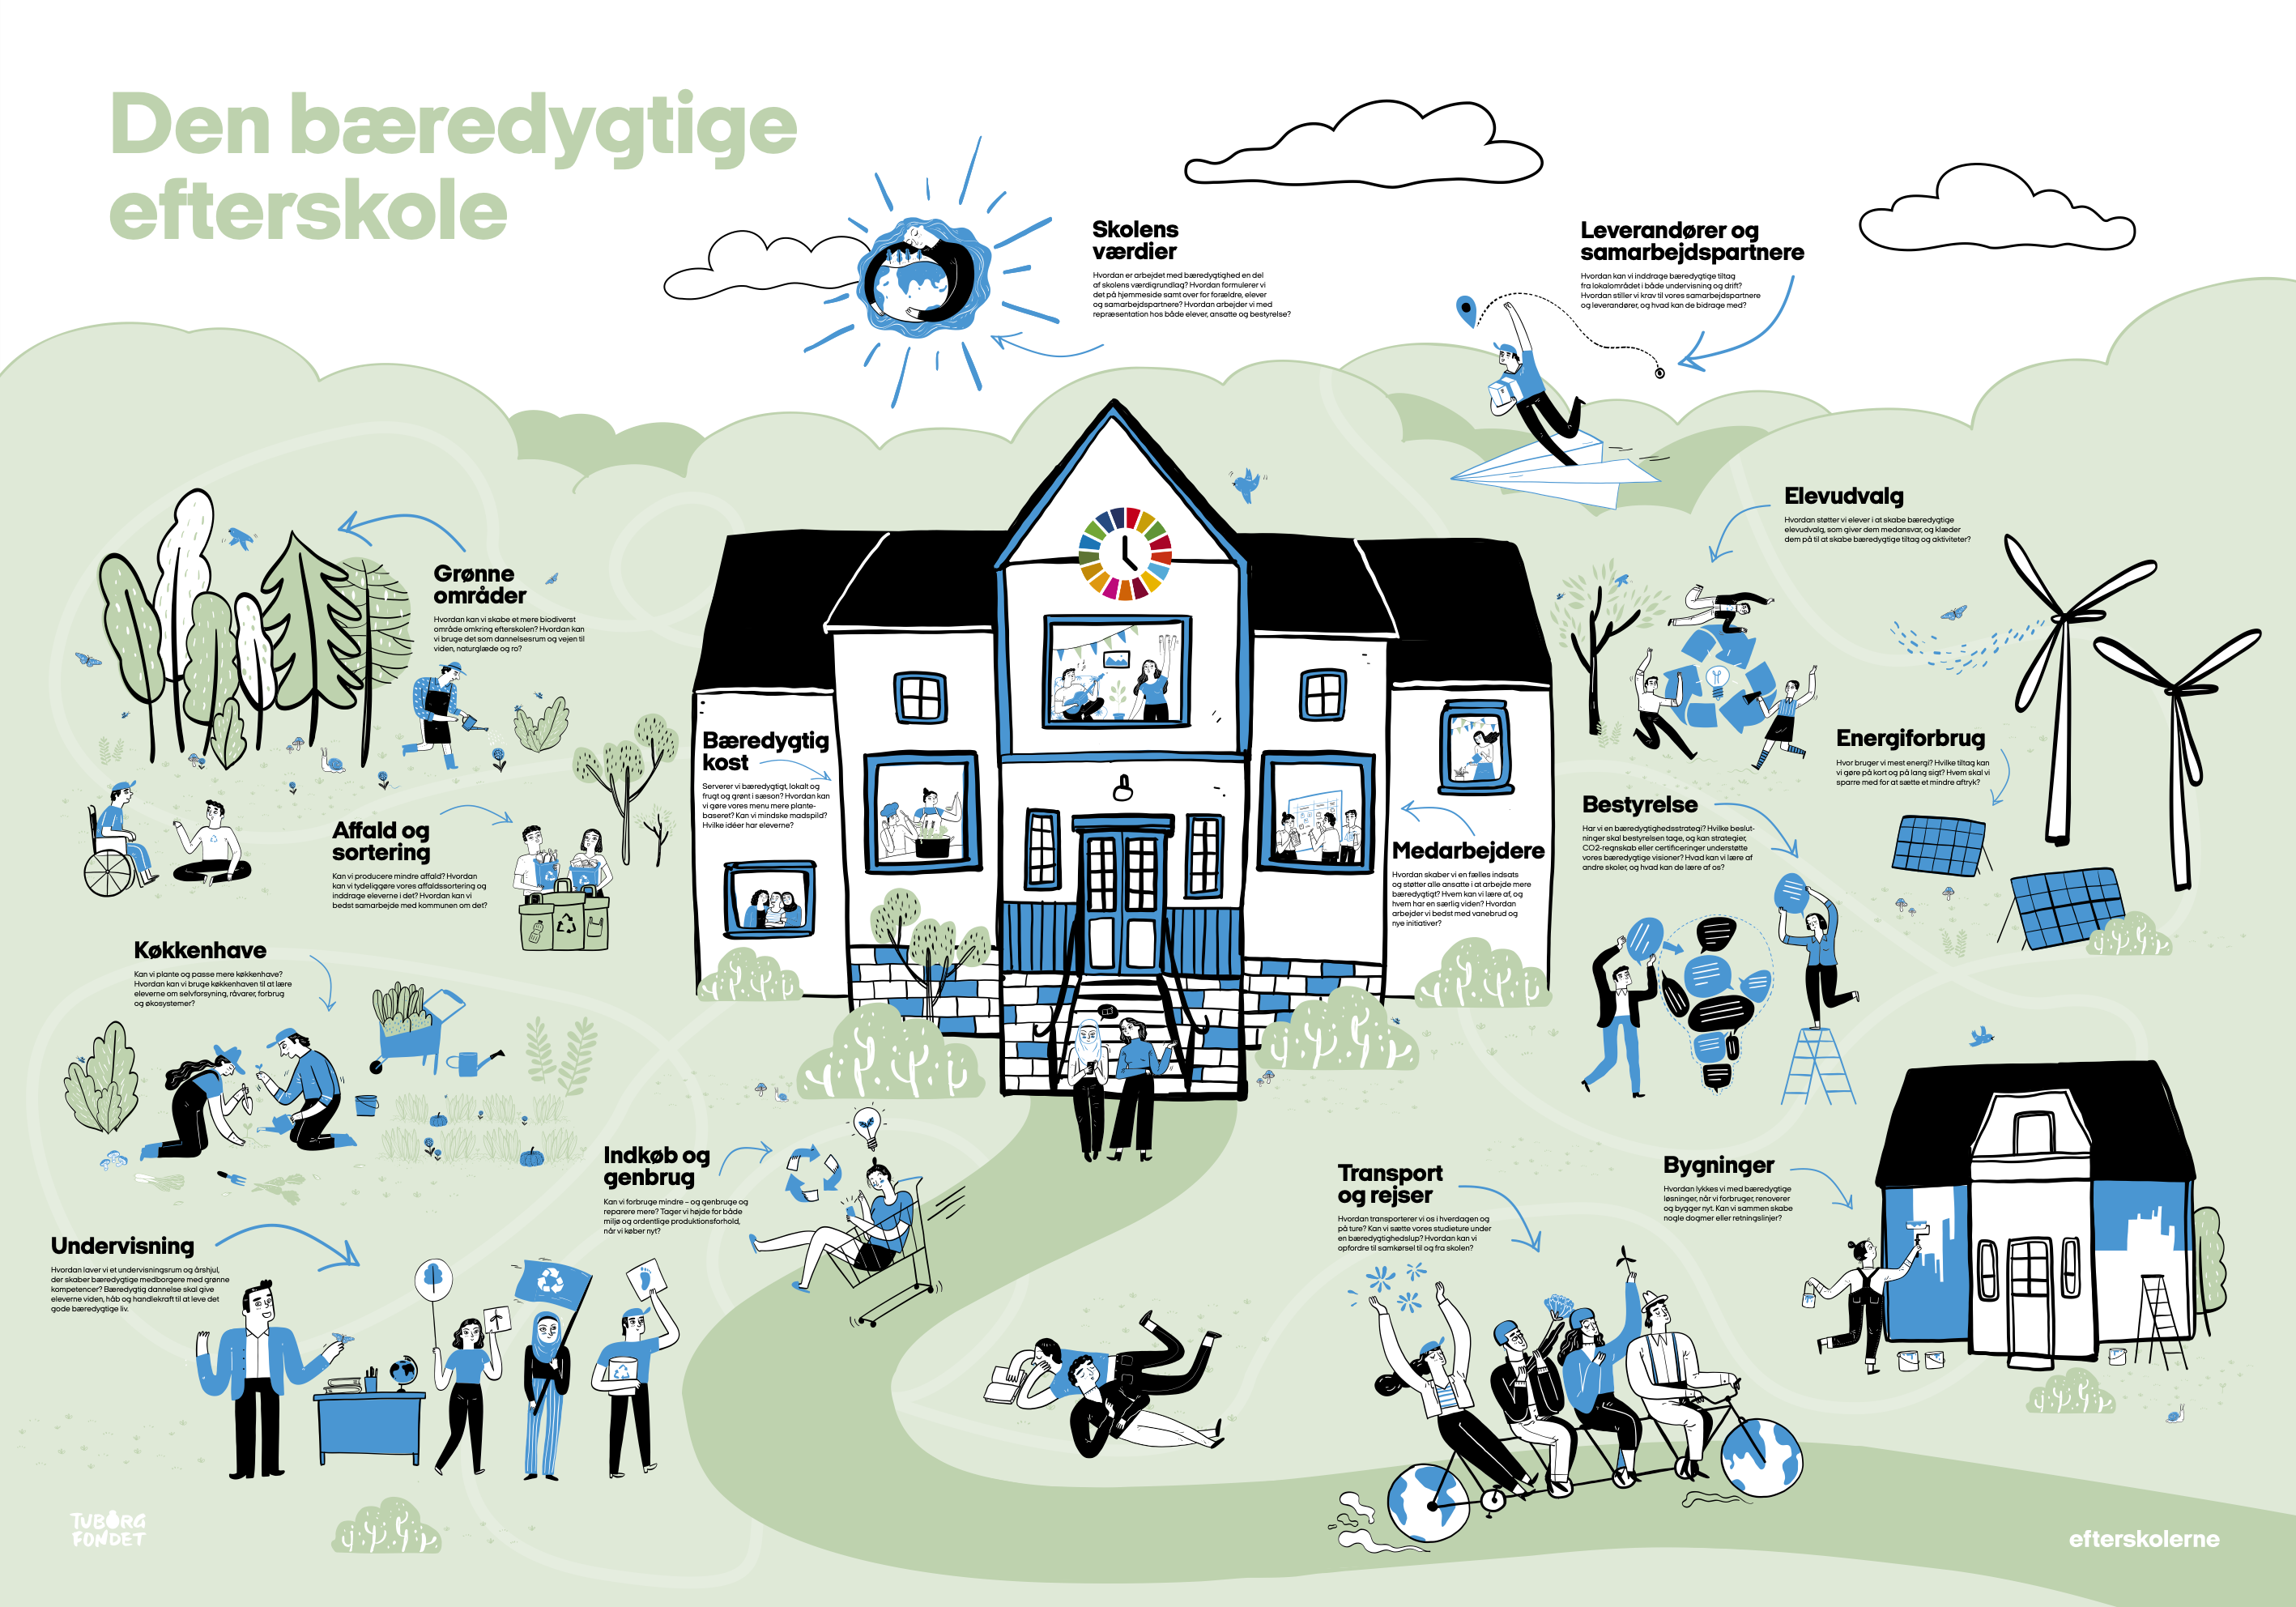 Den bæredygtige
efterskole
Skolens
værdier
Hvordan er arbejdet med bæredygtighed en del
af skolens værdigrundlag? Hvordan formulerer vi
det på hjemmeside samt over for forældre, elever
og samarbejdspartnere? Hvordan arbejder vi med
repræsentation hos både elever, ansatte og bestyrelse?
Leverandører og
samarbejdspartnere
Hvordan kan vi inddrage bæredygtige tiltag
fra lokalområdet i både undervisning og drift?
Hvordan stiller vi krav til vores samarbejdspartnere
og leverandører, og hvad kan de bidrage med?
Elevudvalg
Hvordan støtter vi elever i at skabe bæredygtige
elevudvalg, som giver dem medansvar, og klæder
dem på til at skabe bæredygtige tiltag og aktiviteter?
Grønne
områder
Hvordan kan vi skabe et mere biodiverst
område omkring efterskolen? Hvordan kan
vi bruge det som dannelsesrum og vejen til
viden, naturglæde og ro?
Bæredygtig
kost
Serverer vi bæredygtigt, lokalt og
frugt og grønt i sæson? Hvordan kan
vi gøre vores menu mere plante-
baseret? Kan vi mindske madspild?
Hvilke idéer har eleverne?
Energiforbrug
Hvor bruger vi mest energi? Hvilke tiltag kan
vi gøre på kort og på lang sigt? Hvem skal vi
sparre med for at sætte et mindre aftryk?
Bestyrelse
Har vi en bæredygtighedsstrategi? Hvilke beslut-
ninger skal bestyrelsen tage, og kan strategier,
CO2-regnskab eller certificeringer understøtte
vores bæredygtige visioner? Hvad kan vi lære af
andre skoler, og hvad kan de lære af os?
Affald og
sortering
Kan vi producere mindre affald? Hvordan
kan vi tydeliggøre vores affaldssortering og
inddrage eleverne i det? Hvordan kan vi
bedst samarbejde med kommunen om det?
Medarbejdere
Hvordan skaber vi en fælles indsats
og støtter alle ansatte i at arbejde mere
bæredygtigt? Hvem kan vi lære af, og
hvem har en særlig viden? Hvordan
arbejder vi bedst med vanebrud og
nye initiativer?
Køkkenhave
Kan vi plante og passe mere køkkenhave?
Hvordan kan vi bruge køkkenhaven til at lære
eleverne om selvforsyning, råvarer, forbrug
og økosystemer?
Indkøb og
genbrug
Kan vi forbruge mindre – og genbruge og
reparere mere? Tager vi højde for både
miljø og ordentlige produktionsforhold,
når vi køber nyt?
Transport
og rejser
Hvordan transporterer vi os i hverdagen og
på ture? Kan vi sætte vores studieture under
en bæredygtighedslup? Hvordan kan vi
opfordre til samkørsel til og fra skolen?
Bygninger
Hvordan lykkes vi med bæredygtige
løsninger, når vi forbruger, renoverer
og bygger nyt. Kan vi sammen skabe
nogle dogmer eller retningslinjer?
Undervisning
Hvordan laver vi et undervisningsrum og årshjul,
der skaber bæredygtige medborgere med grønne
kompetencer? Bæredygtig dannelse skal give
eleverne viden, håb og handlekraft til at leve det
gode bæredygtige liv.
TUBORG
FONDET
efterskolerne